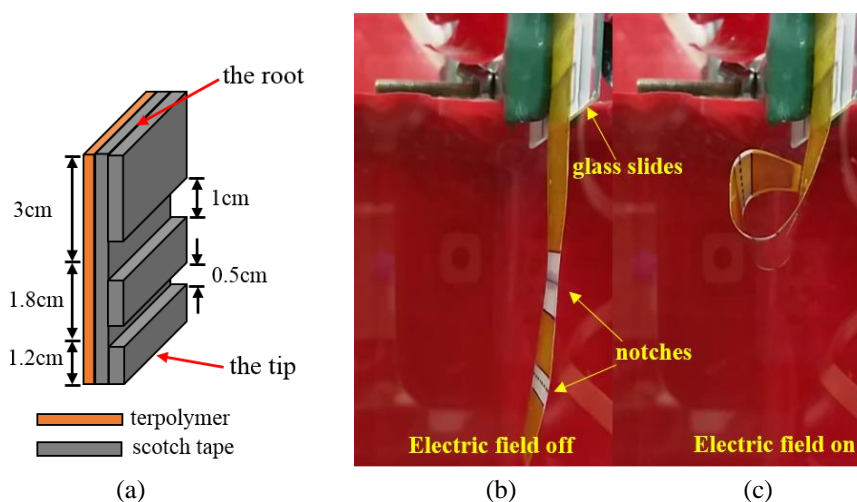 the root
3cm
1cm
0.5cm
1.8cm
1.2cm
the tip
terpolymer
scotch tape
(a)
glass slides
notches
Electric field off
(b)
Electric field on
(c)